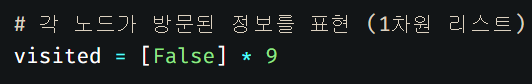 # 각 노드가 방문된 정보를 표현 (1차원 리스트)
visited = [False] * 9